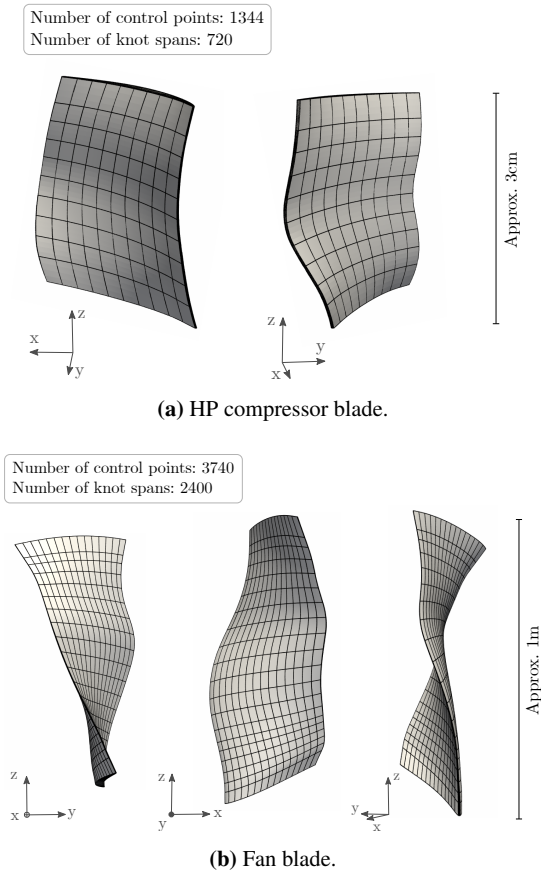 Number of control points: 1344
Number of knot spans: 720
Approx. 3cm
z
x
y
z
y
x
(a) HP compressor blade.
Number of control points: 3740
Number of knot spans: 2400
Approx. 1m
z
x
y
z
y
x
z
y
x
(b) Fan blade.